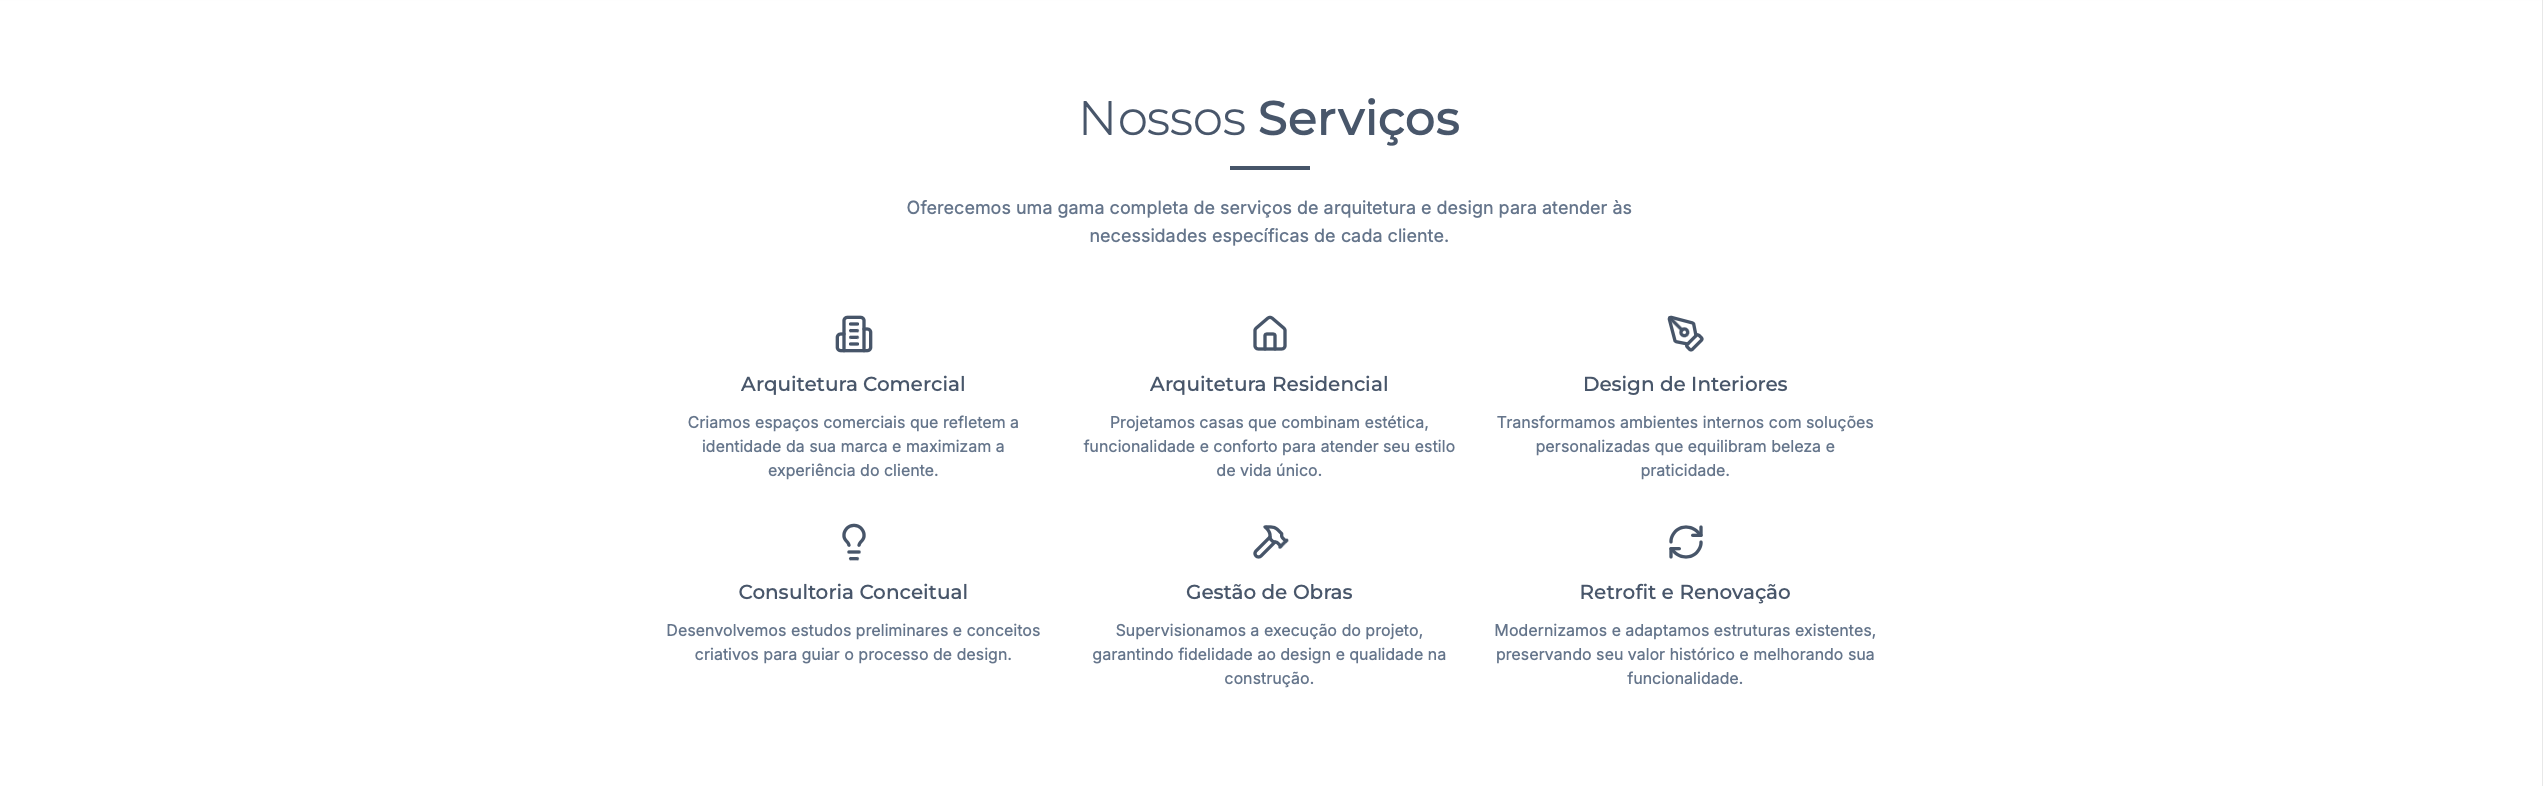 Nossos Serviços
Oferecemos uma gama completa de serviços de arquitetura e design para atender às
necessidades específicas de cada cliente.
Arquitetura Comercial
Criamos espaços comerciais que refletem a
identidade da sua marca e maximizam a
experiência do cliente.
Arquitetura Residencial
Projetamos casas que combinam estética,
funcionalidade e conforto para atender seu estilo
de vida único.
Design de Interiores
Transformamos ambientes internos com soluções
personalizadas que equilibram beleza e
praticidade.
Consultoria Conceitual
Desenvolvemos estudos preliminares e conceitos
criativos para guiar o processo de design.
Gestão de Obras
Supervisionamos a execução do projeto,
garantindo fidelidade ao design e qualidade na
construção.
Retrofit e Renovação
Modernizamos e adaptamos estruturas existentes,
preservando seu valor histórico e melhorando sua
funcionalidade.